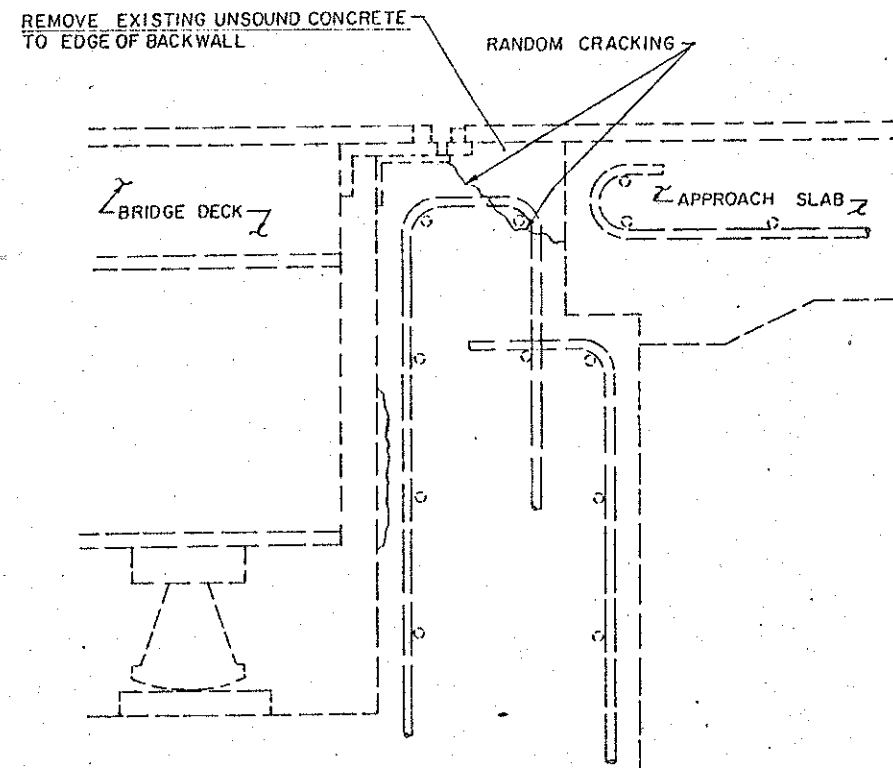 REMOVE EXISTING UNSOUND CONCRETE
TO EDGE OF BACKWALL
RANDOM CRACKING
BRIDGE DECK
APPROACH SLAB